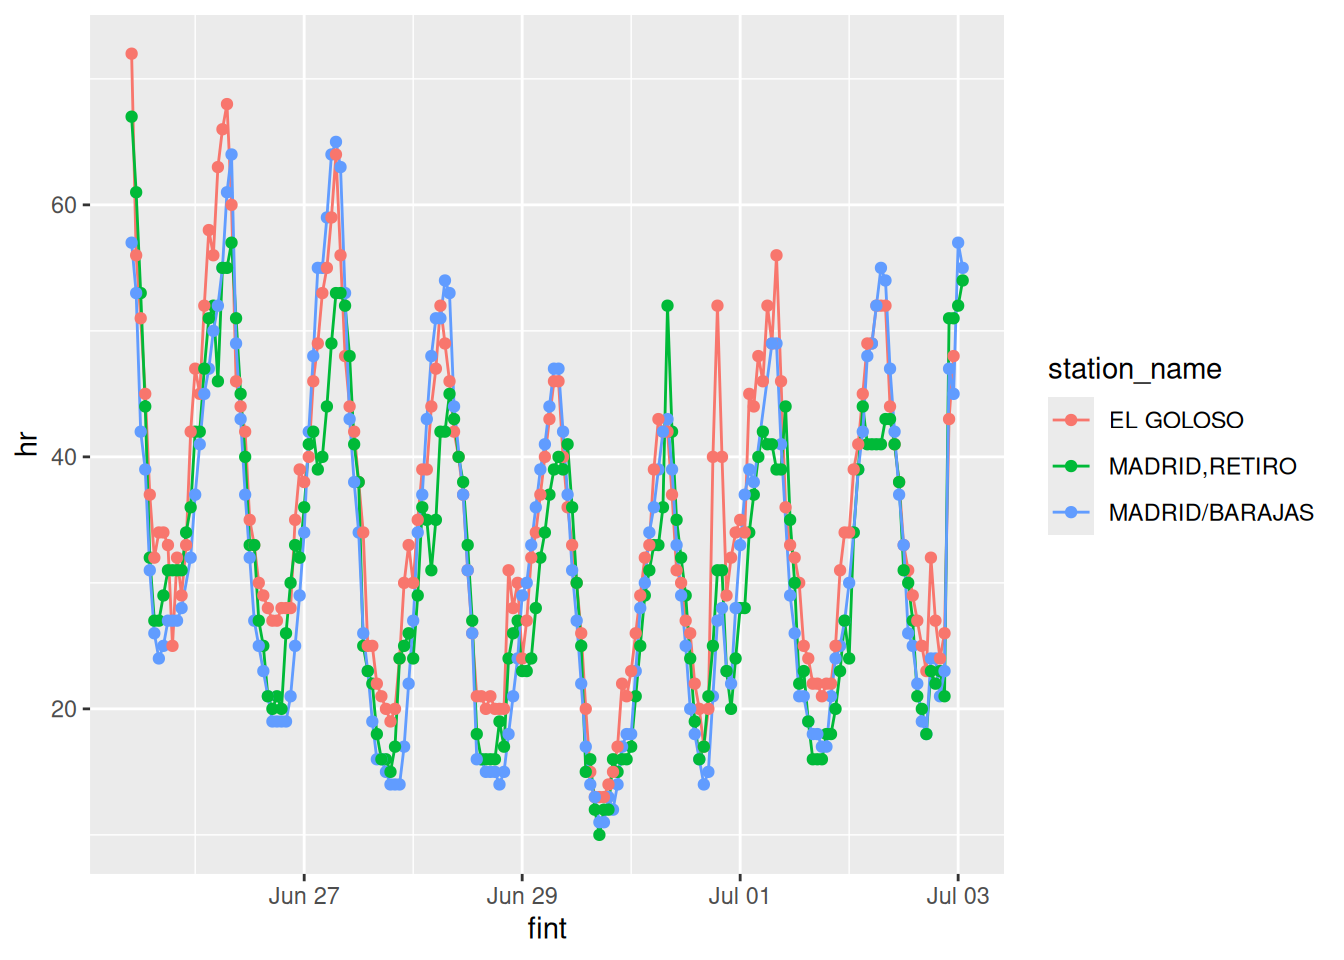 60
40
20
hr
Jun 27
Jun 29
Jul 01
Jul 03
fint
station_name
EL GOLOSO
MADRID,RETIRO
MADRID/BARAJAS